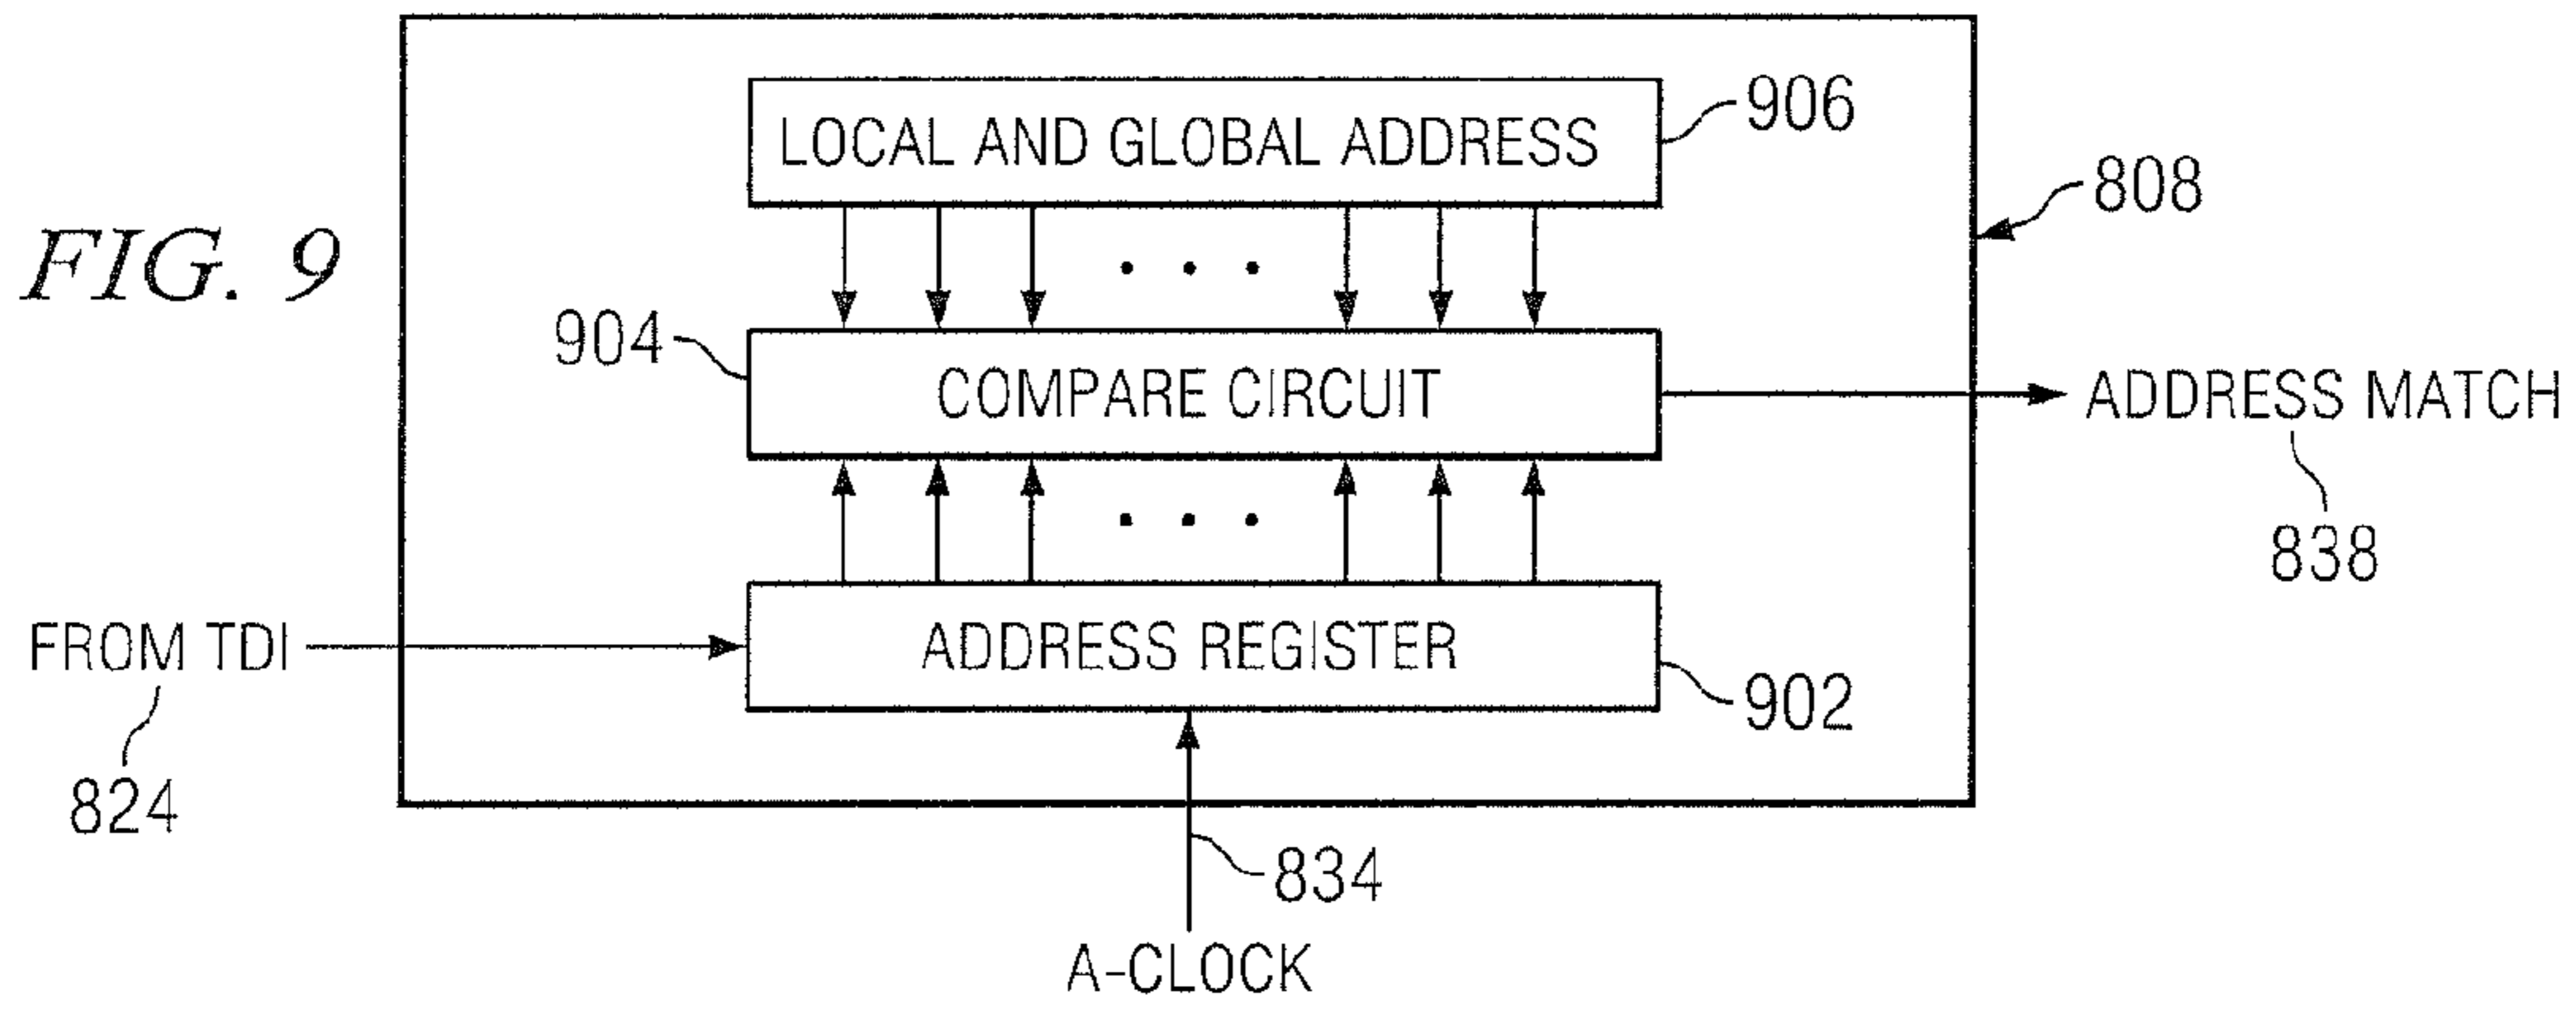 906
LOCAL AND GLOBAL ADDRESS
808
FIG. 9
904
COMPARE CIRCUIT
ADDRESS MATCH
838
FROM TDI
ADDRESS REGISTER
902
824
834
A-CLOCK